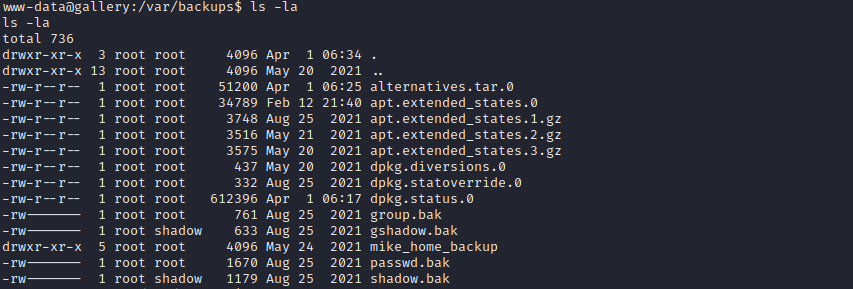 www-data@gallery:/var/backups$ ls -la
ls -la
total 736
drwxr-xr-x  3 root root     4096 Apr  1 06:34 .
drwxr-xr-x 13 root root     4096 May 20  2021 ..
-rw-r--r--  1 root root    51200 Apr  1 06:25 alternatives.tar.0
-rw-r--r--  1 root root    34789 Feb 12 21:40 apt.extended_states.0
-rw-r--r--  1 root root     3748 Aug 25  2021 apt.extended_states.1.gz
-rw-r--r--  1 root root     3516 May 21  2021 apt.extended_states.2.gz
-rw-r--r--  1 root root     3575 May 20  2021 apt.extended_states.3.gz
-rw-r--r--  1 root root      437 May 20  2021 dpkg.diversions.0
-rw-r--r--  1 root root      332 Aug 25  2021 dpkg.statoverride.0
-rw-r--r--  1 root root   612396 Apr  1 06:17 dpkg.status.0
-rw-------  1 root root      761 Aug 25  2021 group.bak
-rw-------  1 root shadow    633 Aug 25  2021 gshadow.bak
drwxr-xr-x  5 root root     4096 May 24  2021 mike_home_backup
-rw-------  1 root root     1670 Aug 25  2021 passwd.bak
-rw-------  1 root shadow   1179 Aug 25  2021 shadow.bak